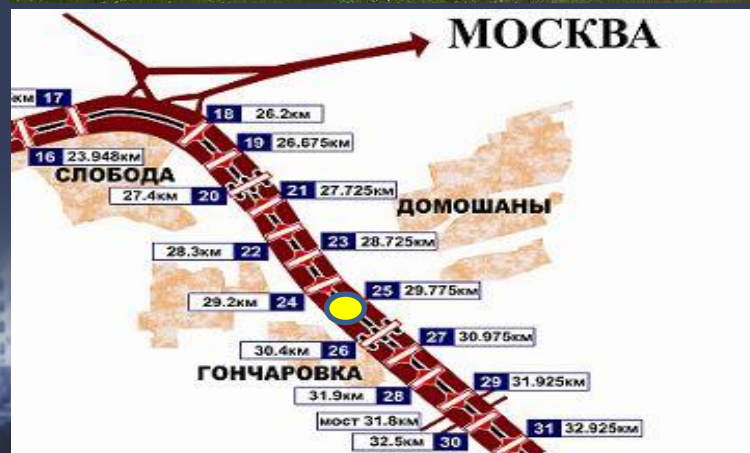 МОСКВА
км 17
18 26.2км
19 26.675км
16 23.948км
СЛОБОДА
27.4км 20
21 27.725км
ДОМОШАНЫ
23 28.725км
28.3км 22
25 29.775км
29.2км 24
27 30.975км
30.4км 26
ГОНЧАРОВКА
29 31.925км
31.9км 28
мост 31.8км
31 32.925км
32.5км 30